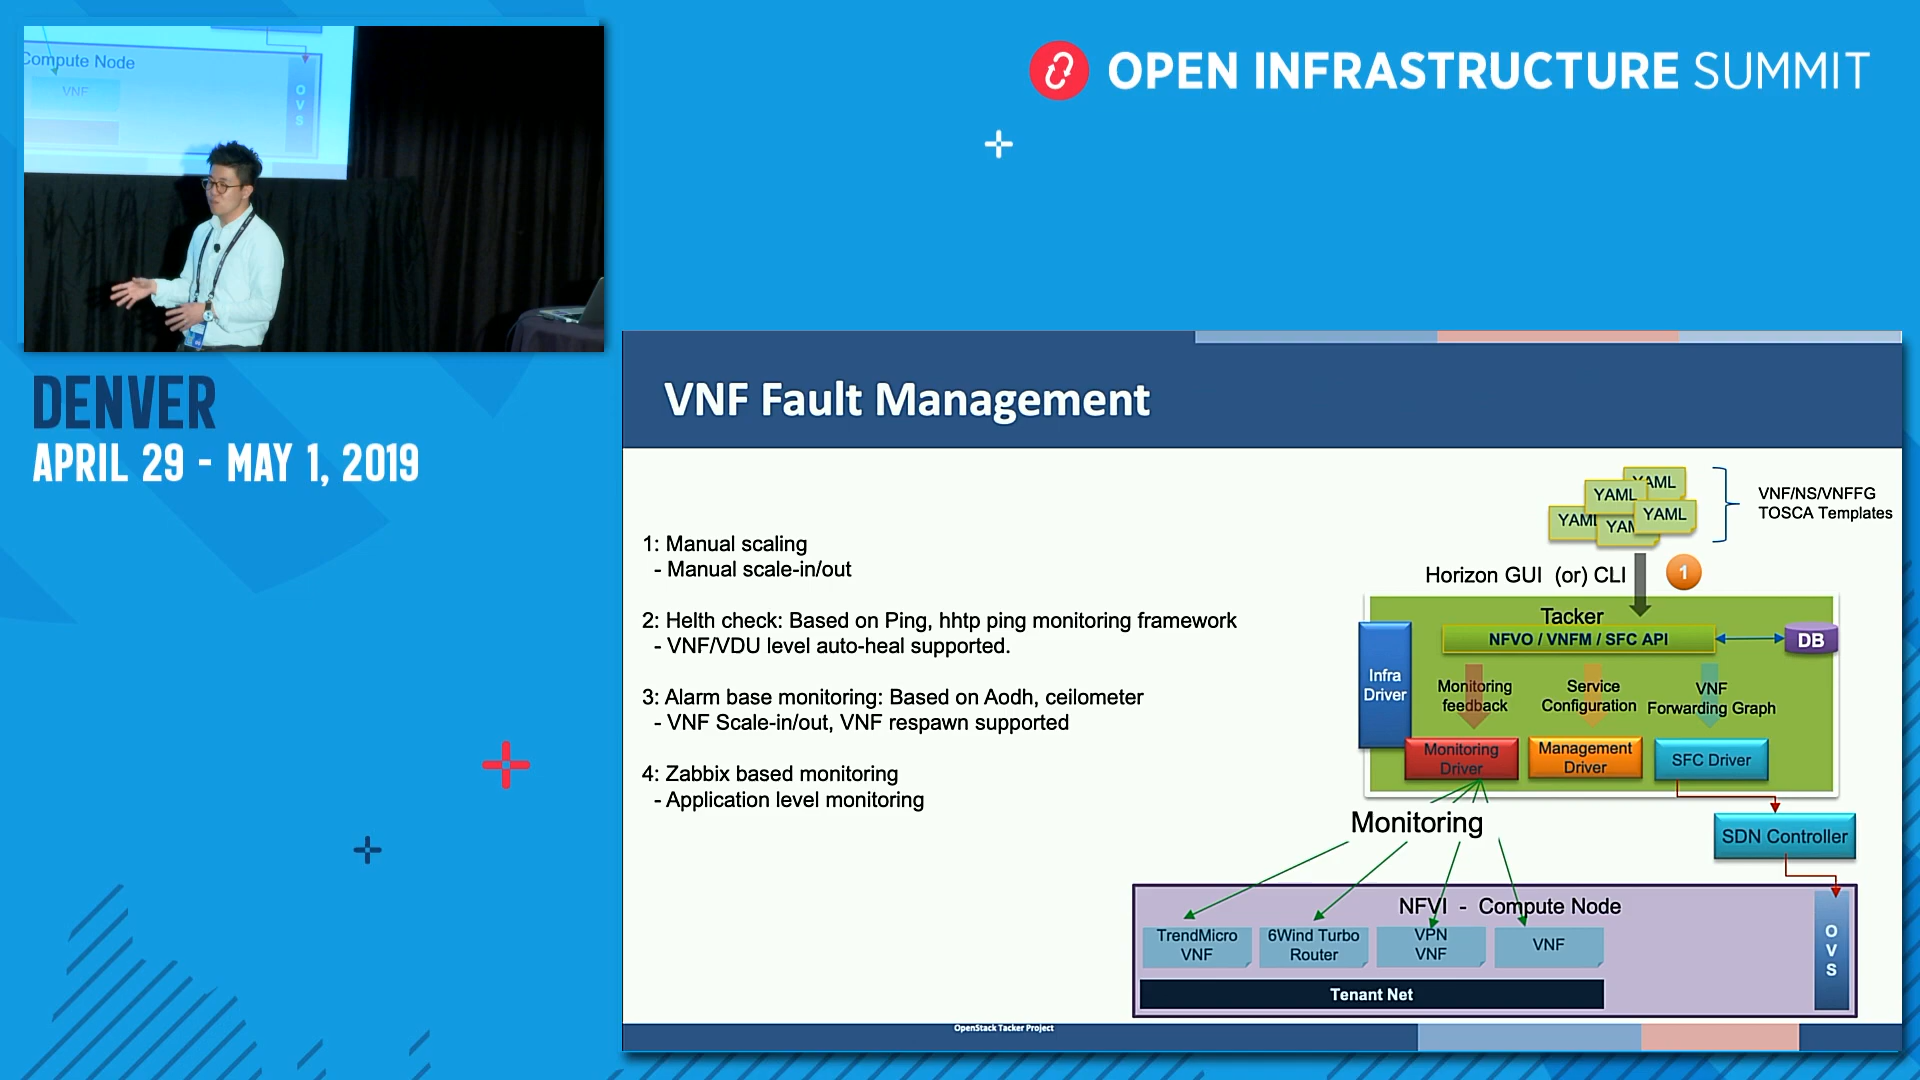 Compute Node
VNF
O
V
S
OPEN INFRASTRUCTURE SUMMIT
DENVER
APRIL 29 - MAY 1, 2019
VNF Fault Management
1: Manual scaling
- Manual scale-in/out
2: Helth check: Based on Ping, hhtp ping monitoring framework
- VNF/VDU level auto-heal supported.
3: Alarm base monitoring: Based on Aodh, ceilometer
- VNF Scale-in/out, VNF respawn supported
4: Zabbix based monitoring
- Application level monitoring
YAML
YAML
YAML
YAML
YAML
VNF/NS/VNFFG
TOSCA Templates
Horizon GUI (or) CLI
1
Tacker
NFVO / VNFM / SFC API
DB
Infra
Driver
Monitoring
feedback
Service
Configuration
VNF
Forwarding Graph
Monitoring
Driver
Management
Driver
SFC Driver
Monitoring
SDN Controller
NFVI - Compute Node
TrendMicro
VNF
6Wind Turbo
Router
VPN
VNF
VNF
O
V
S
Tenant Net
OpenStack Tacker Project